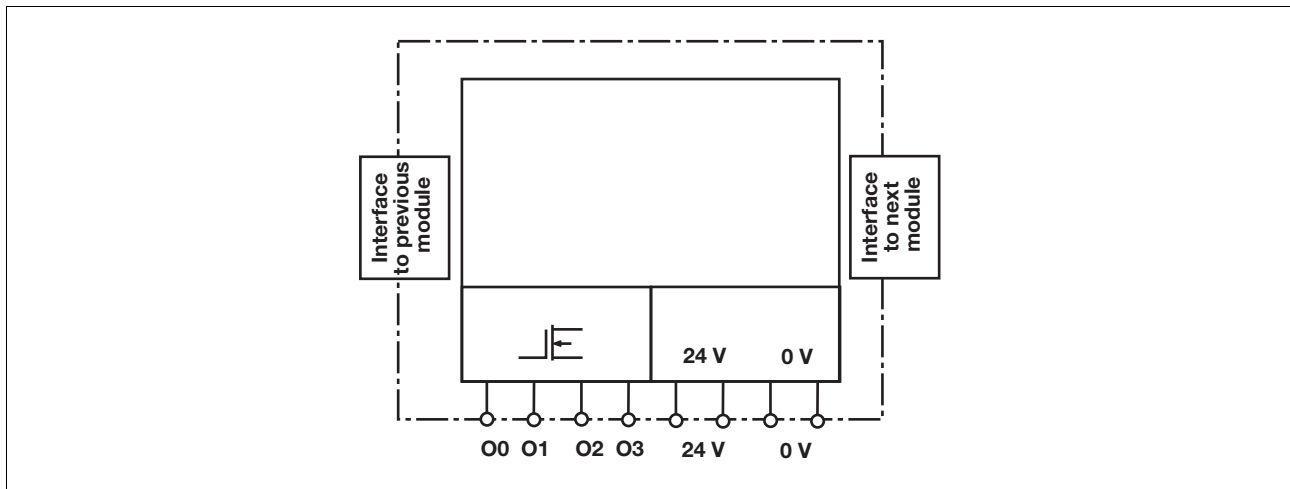 Interface
to previous
module
Interface
to next
module
24 V 0 V
O0 O1 O2 O3 24 V 0 V